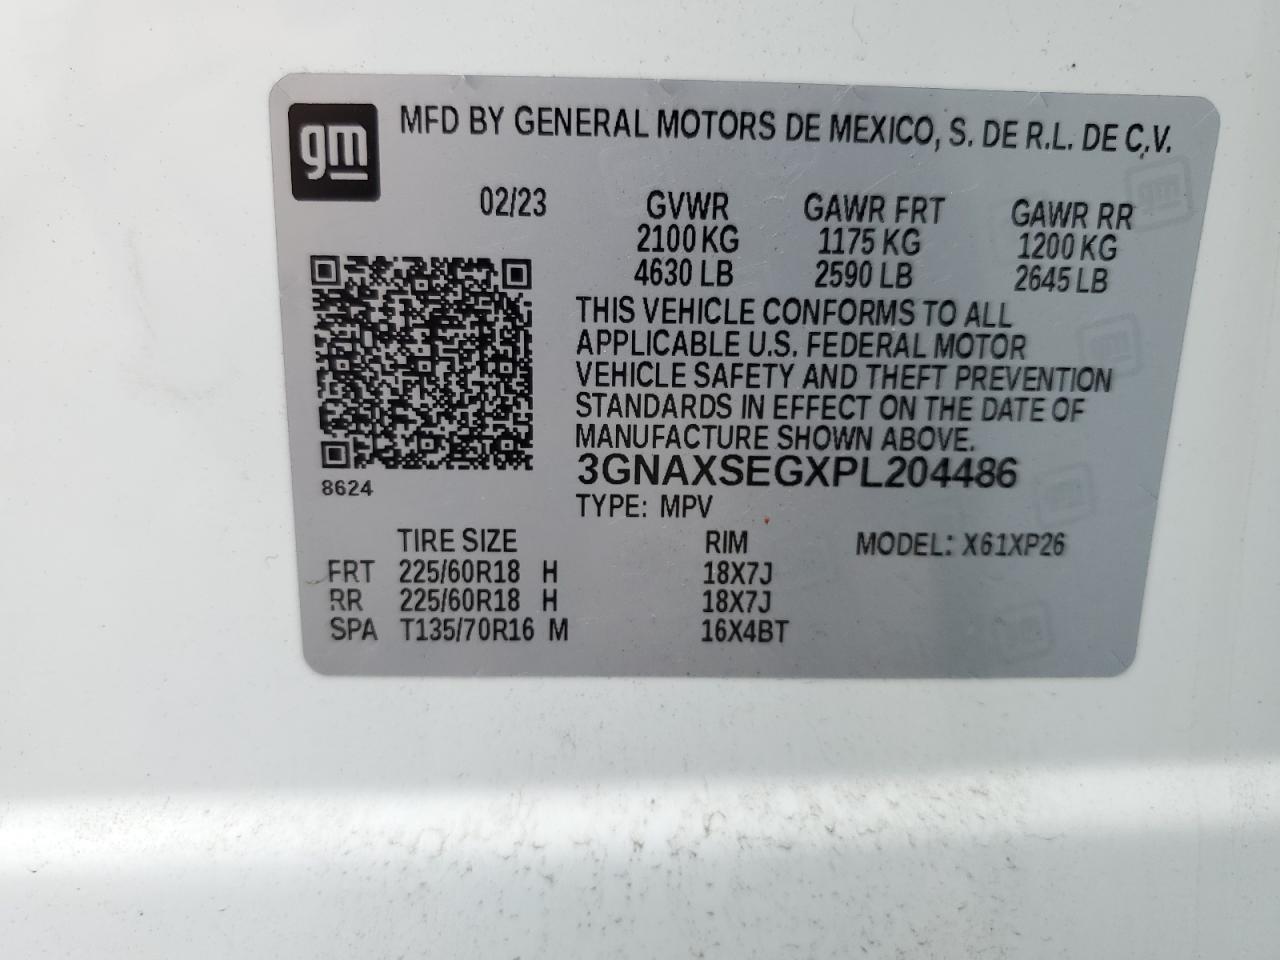 gm
MFD BY GENERAL MOTORS DE MEXICO, S. DE R.L. DE C.V.
02/23 GVWR GAWR FRT GAWR RR
2100 KG 1175 KG 1200 KG
4630 LB 2590 LB 2645 LB
THIS VEHICLE CONFORMS TO ALL
APPLICABLE U.S. FEDERAL MOTOR
VEHICLE SAFETY AND THEFT PREVENTION
STANDARDS IN EFFECT ON THE DATE OF
MANUFACTURE SHOWN ABOVE.
3GNAXSEGXPL204486
8624
TYPE: MPV
TIRE SIZE RIM MODEL: X61XP26
FRT 225/60R18 H 18X7J
RR 225/60R18 H 18X7J
SPA T135/70R16 M 16X4BT